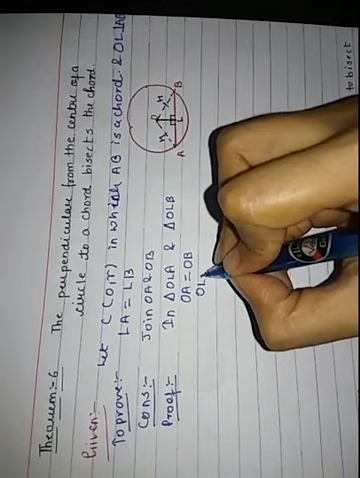 Theorem:-6 The perpendicular from the centre of a
circle to a chord bisects the chord.
Given:- Let C(O,r) in which AB is a chord & OL⊥AB
To prove:- LA = LB
Cons:- Join OA & OB
Proof:- In △OLA & △OLB
OA = OB
OL
O
r
r
A
L
B
to bisect